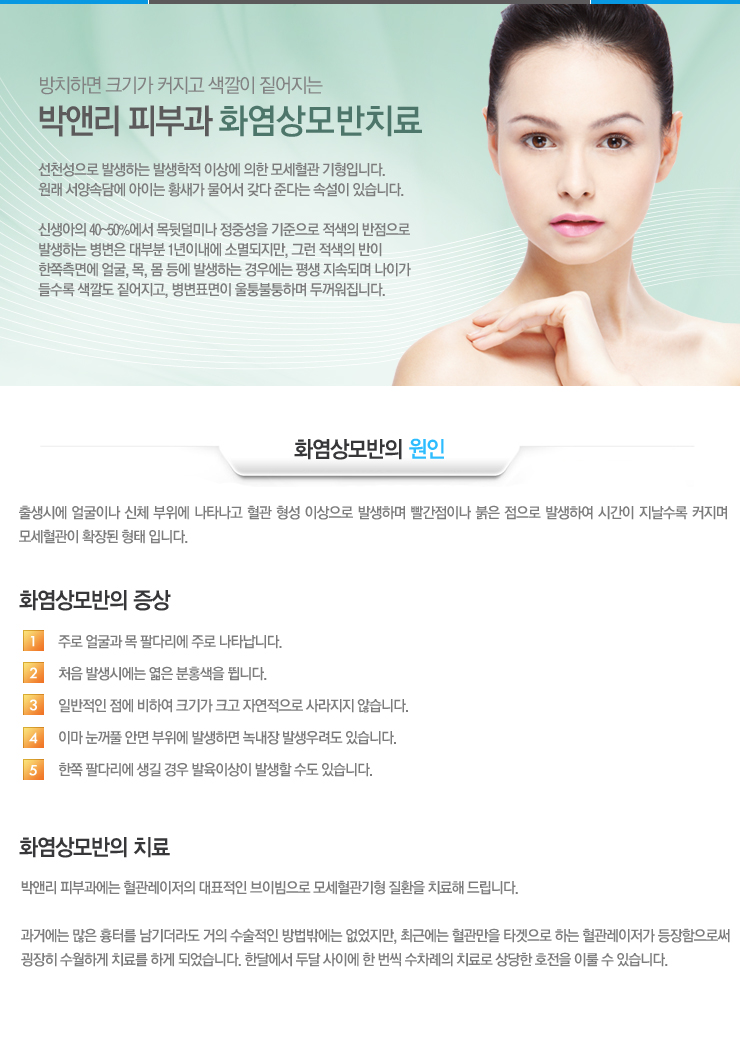 방치하면 크기가 커지고 색깔이 짙어지는
박앤리 피부과 화염상모반치료
선천성으로 발생하는 발생학적 이상에 의한 모세혈관 기형입니다.
원래 서양속담에 아이는 황새가 물어서 갖다 준다는 속설이 있습니다.
신생아의 40~50%에서 목뒷덜미나 정중성을 기준으로 적색의 반점으로
발생하는 병변은 대부분 1년이내에 소멸되지만, 그런 적색의 반이
한쪽측면에 얼굴, 목, 몸 등에 발생하는 경우에는 평생 지속되며 나이가
들수록 색깔도 짙어지고, 병변표면이 울퉁불퉁하며 두꺼워집니다.
화염상모반의 원인
출생시에 얼굴이나 신체 부위에 나타나고 혈관 형성 이상으로 발생하며 빨간점이나 붉은 점으로 발생하여 시간이 지날수록 커지며
모세혈관이 확장된 형태 입니다.
화염상모반의 증상
1 주로 얼굴과 목 팔다리에 주로 나타납니다.
2 처음 발생시에는 엷은 분홍색을 띕니다.
3 일반적인 점에 비하여 크기가 크고 자연적으로 사라지지 않습니다.
4 이마 눈꺼풀 안면 부위에 발생하면 녹내장 발생우려도 있습니다.
5 한쪽 팔다리에 생길 경우 발육이상이 발생할 수도 있습니다.
화염상모반의 치료
박앤리 피부과에는 혈관레이저의 대표적인 브이빔으로 모세혈관기형 질환을 치료해 드립니다.
과거에는 많은 흉터를 남기더라도 거의 수술적인 방법밖에는 없었지만, 최근에는 혈관만을 타겟으로 하는 혈관레이저가 등장함으로써
굉장히 수월하게 치료를 하게 되었습니다. 한달에서 두달 사이에 한 번씩 수차례의 치료로 상당한 호전을 이룰 수 있습니다.